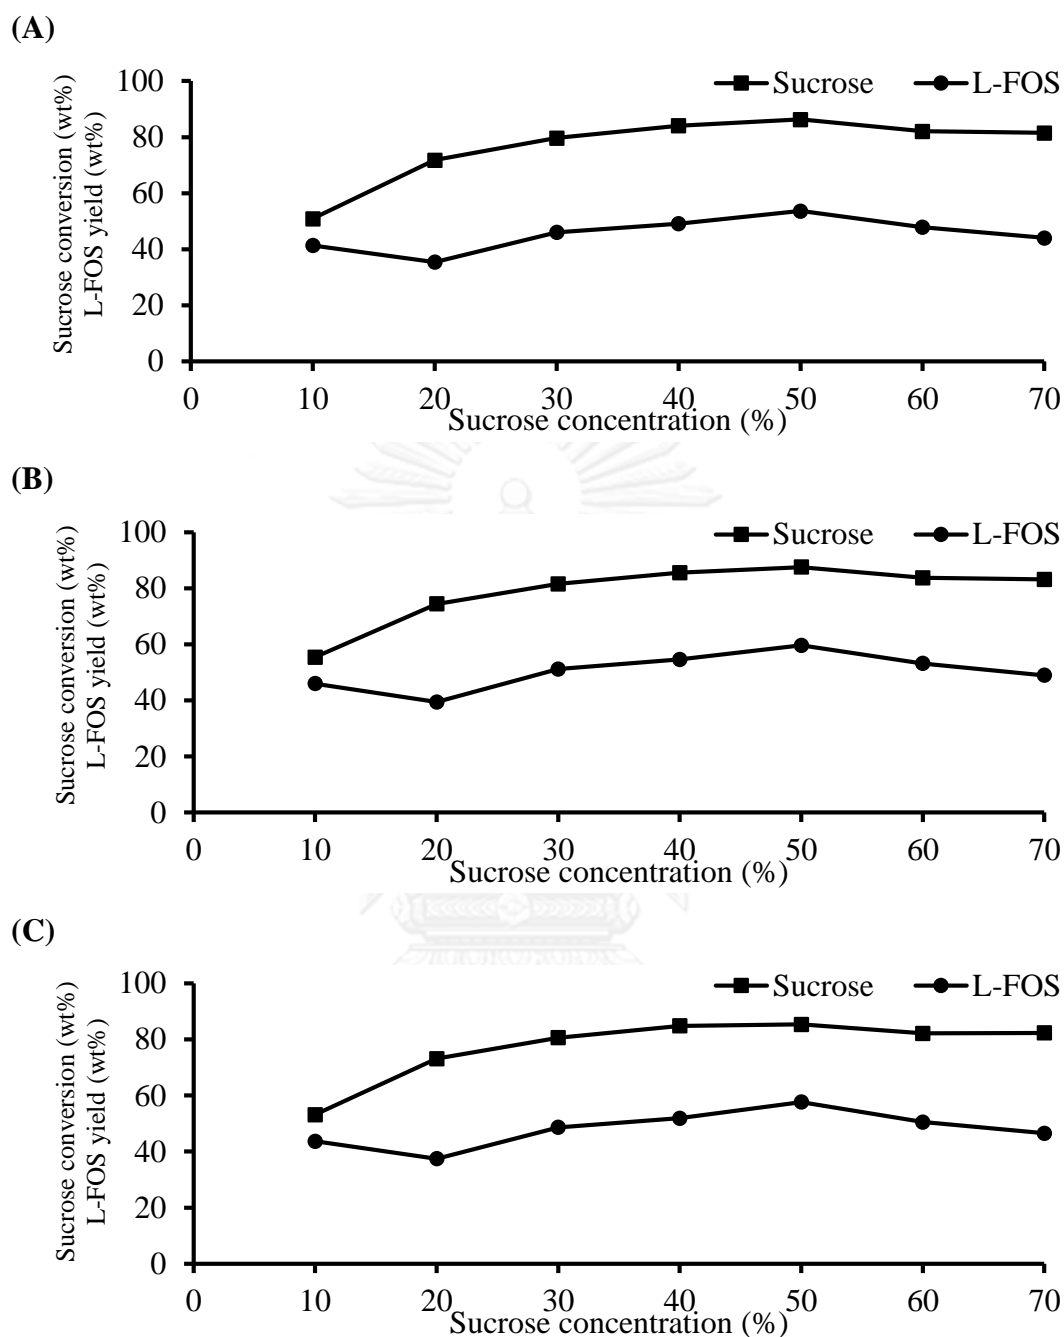 (A)
Sucrose conversion (wt%)
L-FOS yield (wt%)
Sucrose L-FOS
100
80
60
40
20
0
0 10 20 30 40 50 60 70
Sucrose concentration (%)
(B)
Sucrose conversion (wt%)
L-FOS yield (wt%)
Sucrose L-FOS
100
80
60
40
20
0
0 10 20 30 40 50 60 70
Sucrose concentration (%)
(C)
Sucrose conversion (wt%)
L-FOS yield (wt%)
Sucrose L-FOS
100
80
60
40
20
0
0 10 20 30 40 50 60 70
Sucrose concentration (%)